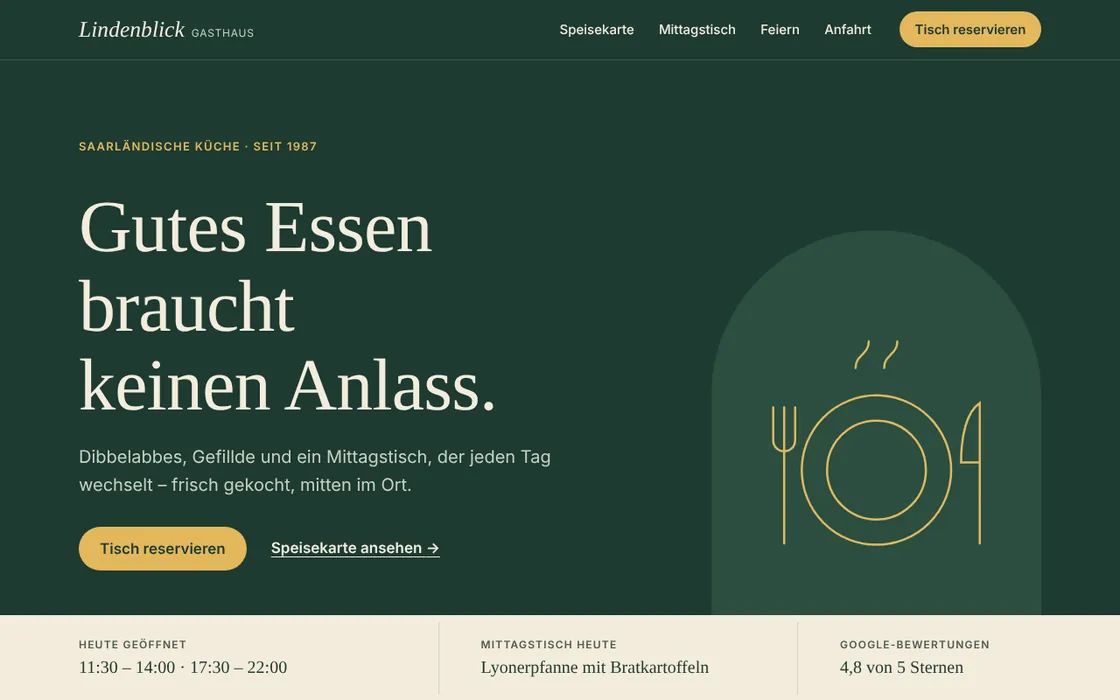 Lindenblick GASTHAUS
Speisekarte
Mittagstisch
Feiern
Anfahrt
Tisch reservieren
SAARLÄNDISCHE KÜCHE · SEIT 1987
Gutes Essen
braucht
keinen Anlass.
Dibbelabbes, Gefillde und ein Mittagstisch, der jeden Tag
wechselt – frisch gekocht, mitten im Ort.
Tisch reservieren
Speisekarte ansehen →
HEUTE GEÖFFNET
11:30 – 14:00 · 17:30 – 22:00
MITTAGSTISCH HEUTE
Lyonerpfanne mit Bratkartoffeln
GOOGLE-BEWERTUNGEN
4,8 von 5 Sternen